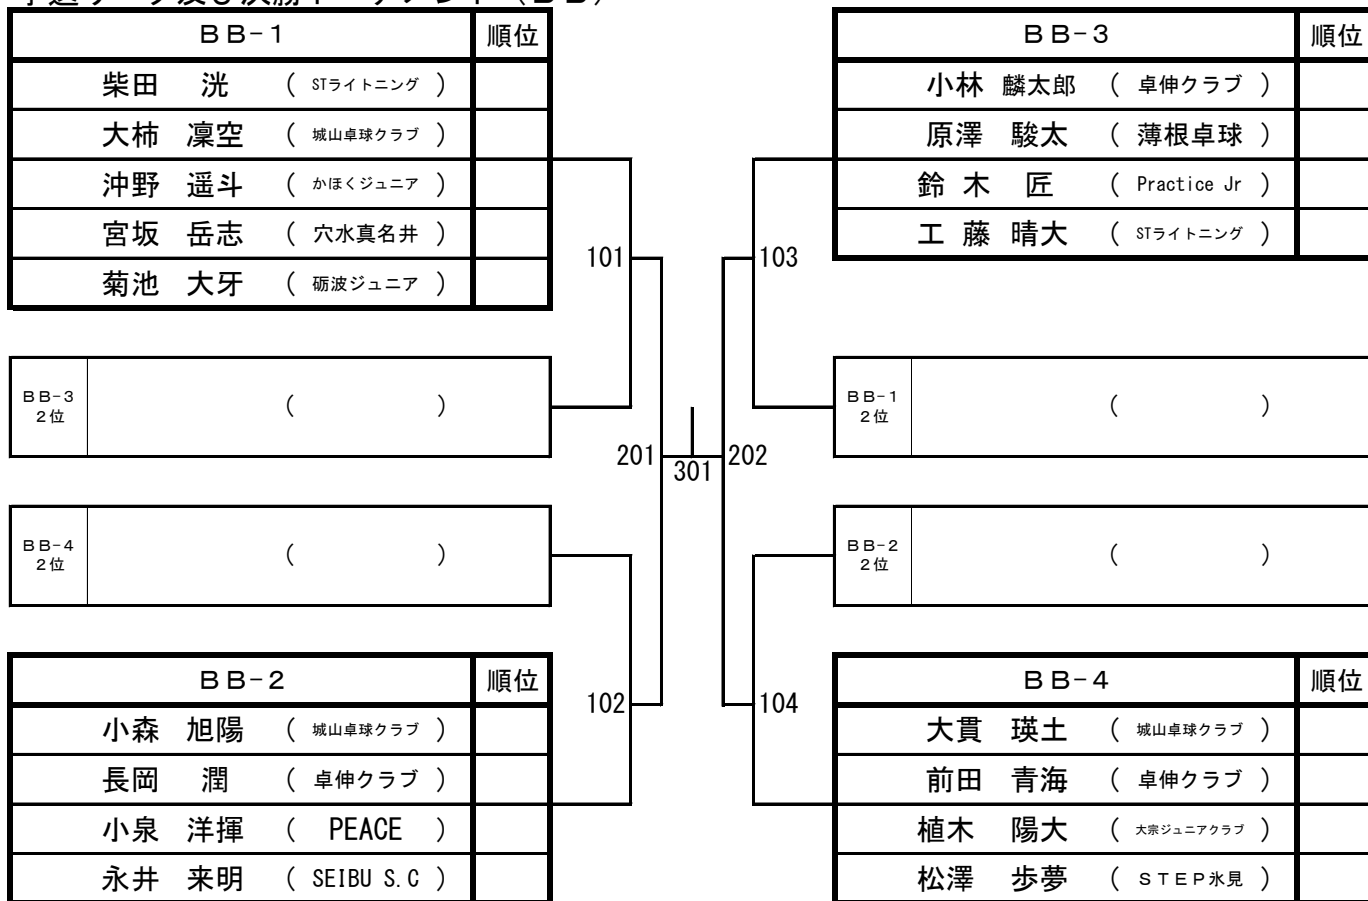 予選リーグ及び決勝トーナメント（ＢＢ）
ＢＢ-１ 順位
柴田 洸 （ STライトニング ）
大柿 凜空 （ 城山卓球クラブ ）
沖野 遥斗 （ かほくジュニア ）
宮坂 岳志 （ 穴水真名井 ）
菊池 大牙 （ 砺波ジュニア ）
ＢＢ-３ 順位
小林 麟太郎 （ 卓伸クラブ ）
原澤 駿太 （ 薄根卓球 ）
鈴木 匠 （ Practice Jr ）
工藤 晴大 （ STライトニング ）
101
103
ＢＢ-３
２位
（ ）
ＢＢ-１
２位
（ ）
201
301
202
ＢＢ-４
２位
（ ）
ＢＢ-２
２位
（ ）
102
104
ＢＢ-２ 順位
小森 旭陽 （ 城山卓球クラブ ）
長岡 潤 （ 卓伸クラブ ）
小泉 洋揮 （ PEACE ）
永井 来明 （ SEIBU S.C ）
ＢＢ-４ 順位
大貫 瑛士 （ 城山卓球クラブ ）
前田 青海 （ 卓伸クラブ ）
植木 陽大 （ 大宗ジュニアクラブ ）
松澤 歩夢 （ ＳＴＥＰ氷見 ）